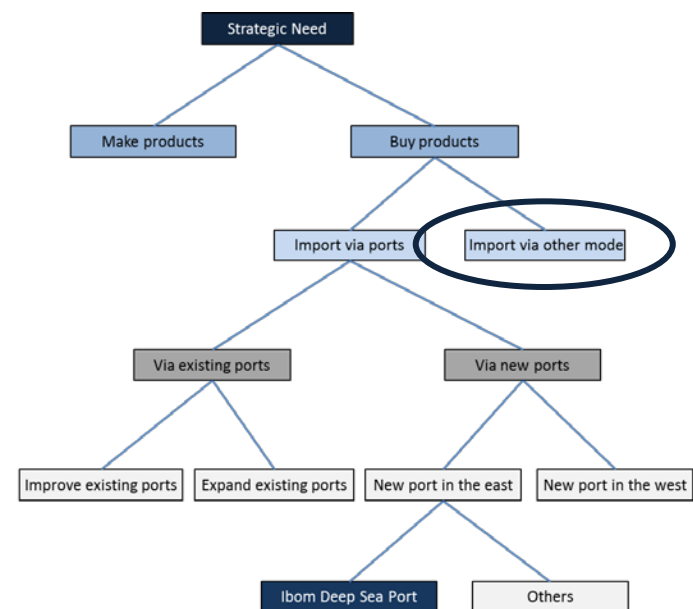 Strategic Need
Make products
Buy products
Import via ports
Import via other mode
Via existing ports
Via new ports
Improve existing ports
Expand existing ports
New port in the east
New port in the west
Ibom Deep Sea Port
Others